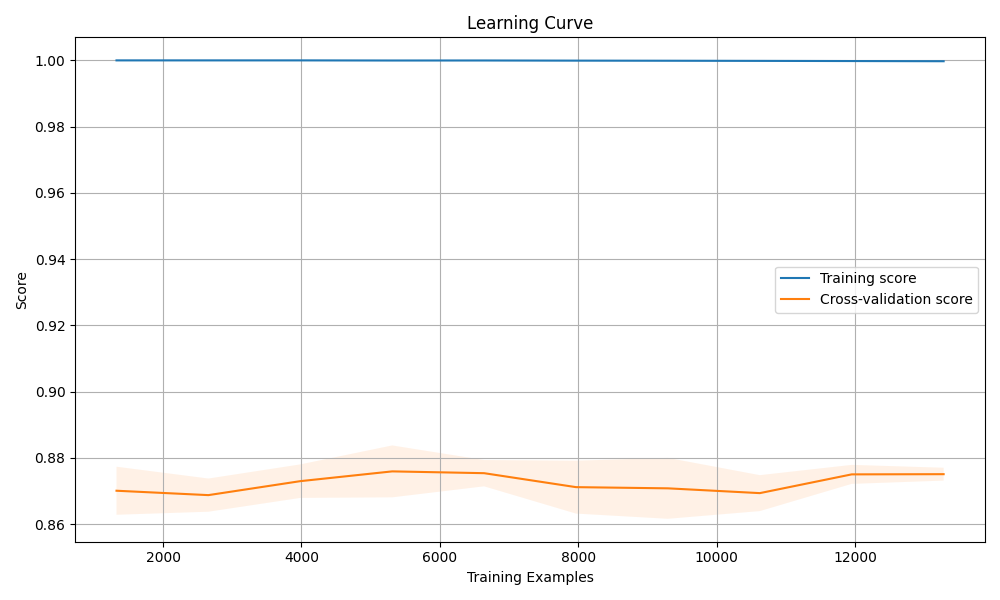 Learning Curve
1.00
0.98
0.96
0.94
0.92
0.90
0.88
0.86
Score
Training score
Cross-validation score
2000 4000 6000 8000 10000 12000
Training Examples